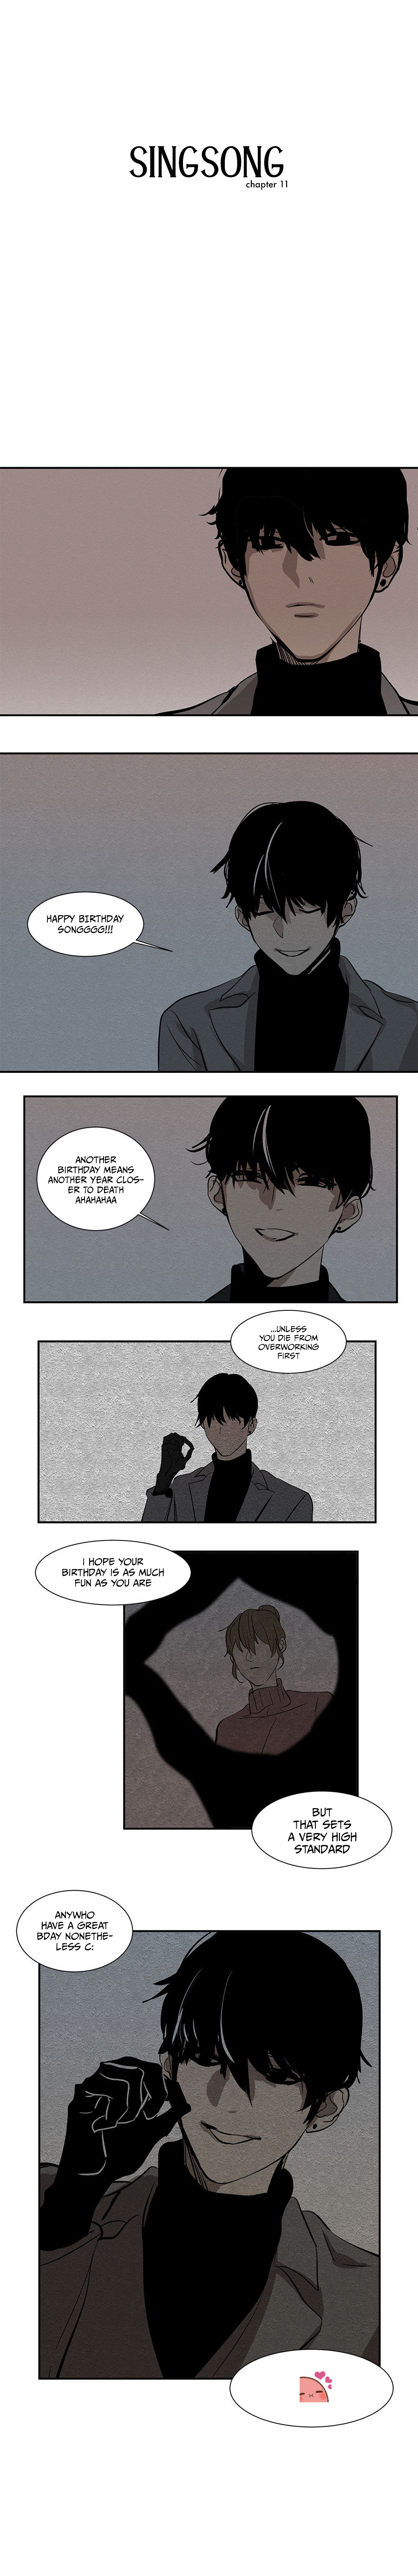 SINGSONG
chapter 11
HAPPY BIRTHDAY
SONGGGG!!!
ANOTHER
BIRTHDAY MEANS
ANOTHER YEAR CLOS-
ER TO DEATH
AHAHAHAA
...UNLESS
YOU DIE FROM
OVERWORKING
FIRST
I HOPE YOUR
BIRTHDAY IS AS MUCH
FUN AS YOU ARE
BUT
THAT SETS
A VERY HIGH
STANDARD
ANYWHO
HAVE A GREAT
BDAY NONETHE-
LESS C: